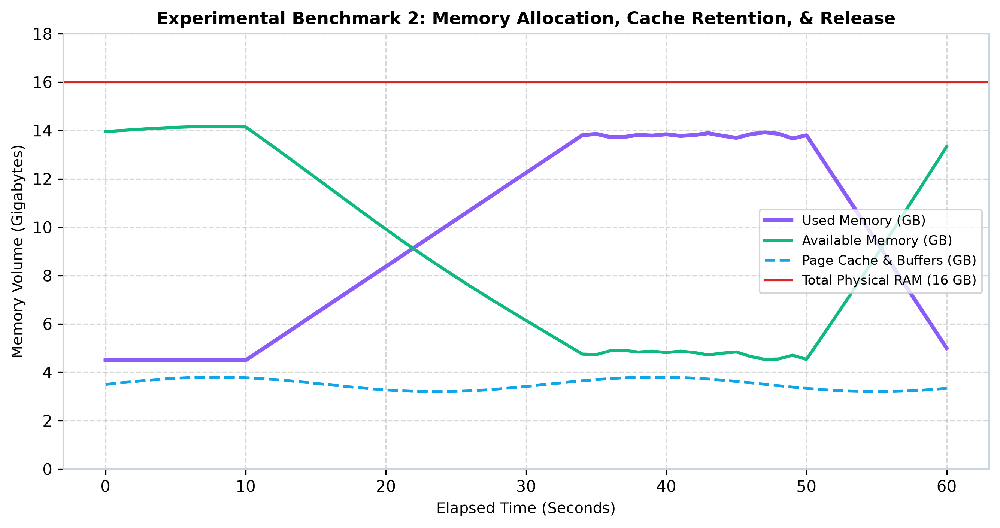 Experimental Benchmark 2: Memory Allocation, Cache Retention, & Release
Memory Volume (Gigabytes)
18
16
14
12
10
8
6
4
2
0
Used Memory (GB)
Available Memory (GB)
Page Cache & Buffers (GB)
Total Physical RAM (16 GB)
0 10 20 30 40 50 60
Elapsed Time (Seconds)